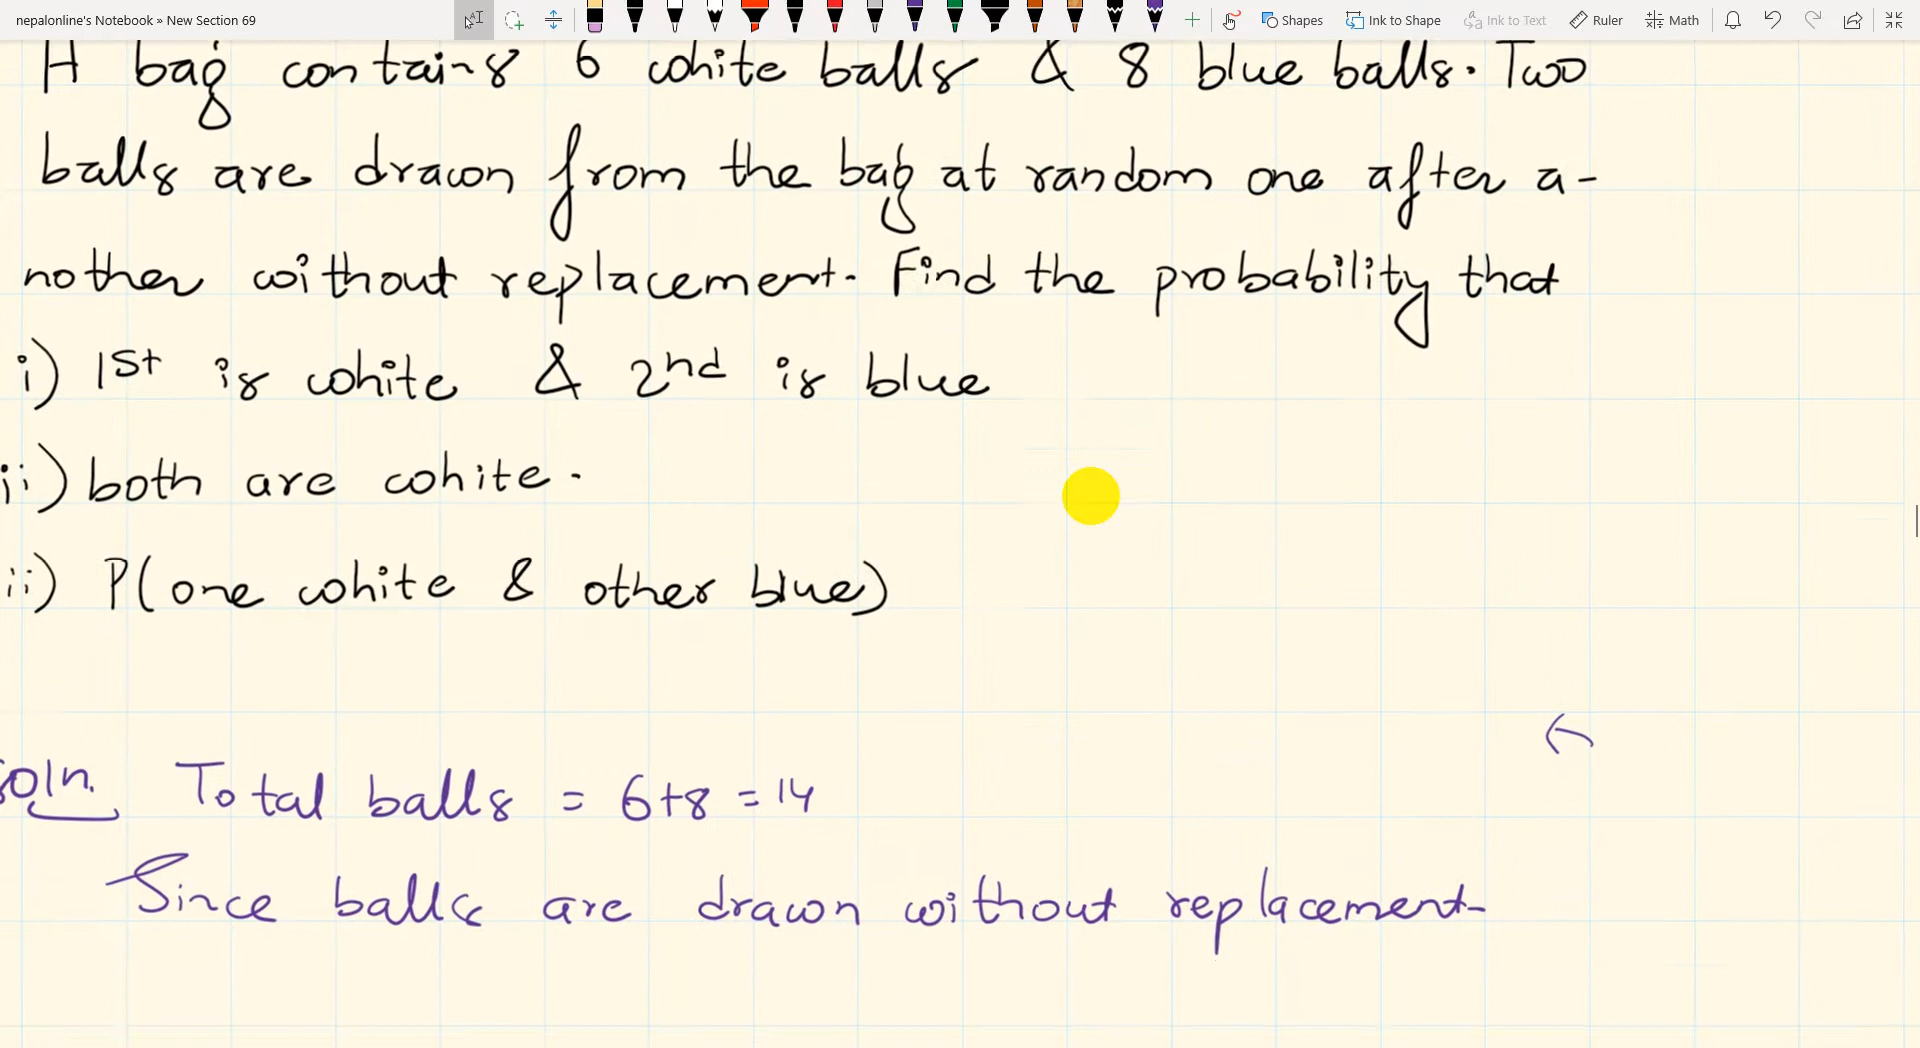 nepalonline's Notebook » New Section 69
Shapes Ink to Shape Ink to Text Ruler Math
A bag contains 6 white balls & 8 blue balls. Two
balls are drawn from the bag at random one after a-
nother without replacement. Find the probability that
i) 1st is white & 2nd is blue
ii) both are white.
ii) P(one white & other blue)
Soln. Total balls = 6+8 = 14
Since balls are drawn without replacement-